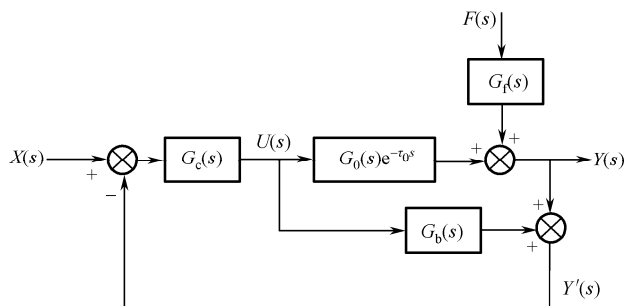 F(s)
G_f(s)
U(s)
X(s)
G_c(s)
G_0(s)e^{-τ_0 s}
Y(s)
+
−
+
+
+
+
G_b(s)
Y'(s)